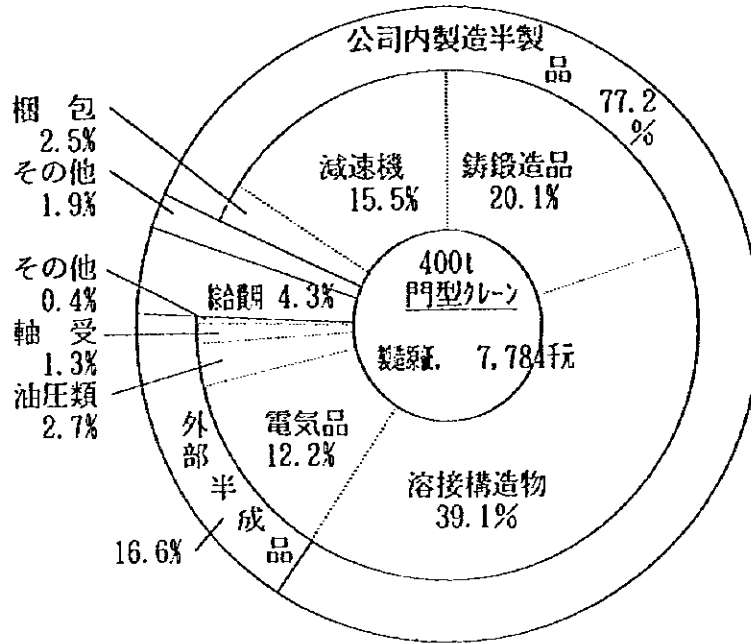 公司内製造半製
品
77.2
%
梱 包
2.5%
その他
1.9%
減速機
15.5%
鋳鍛造品
20.1%
その他
0.4%
軸 受
1.3%
油圧類
2.7%
綜合費用 4.3%
400t
門型クレーン
製造原価. 7,784千元
電気品
12.2%
溶接構造物
39.1%
外
部
半
成
品
16.6%